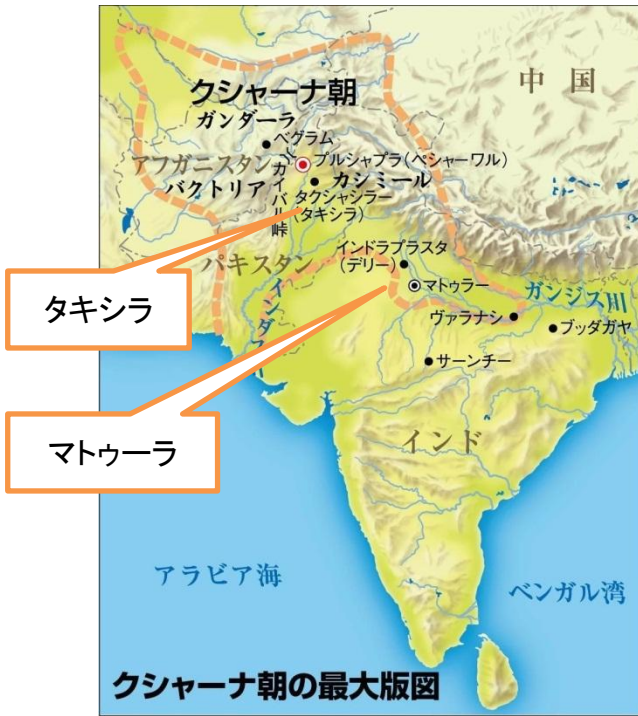 中国
クシャーナ朝
ガンダーラ
ベグラム
アフガニスタン
プルシャプラ(ペシャーワル)
バクトリア
カイバル峠
カシミール
タクシャシラー
(タキシラ)
パキスタン
インドラプラスタ
(デリー)
タキシラ
インダス
マトゥラー
ガンジス川
ヴァラナシ
ブッダガヤ
サーンチー
マトゥーラ
インド
アラビア海
ベンガル湾
クシャーナ朝の最大版図